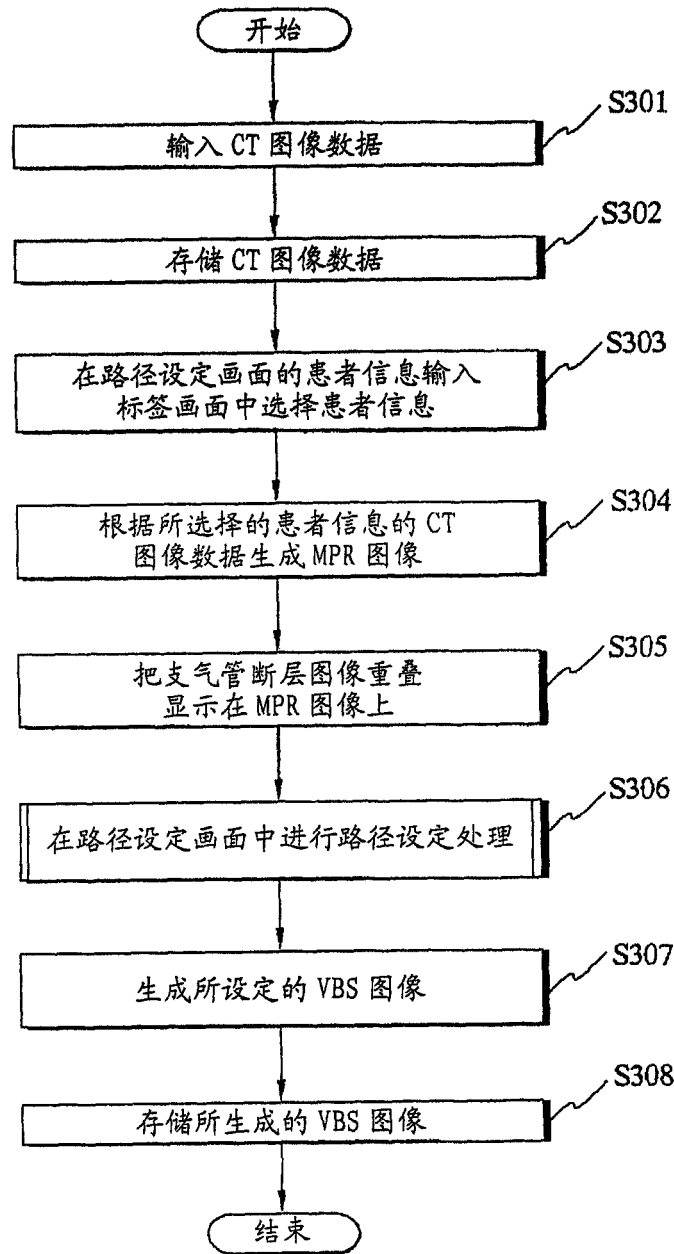 开始
S301
输入 CT 图像数据
S302
存储 CT 图像数据
S303
在路径设定画面的患者信息输入
标签画面中选择患者信息
S304
根据所选择的患者信息的 CT
图像数据生成 MPR 图像
S305
把支气管断层图像重叠
显示在 MPR 图像上
S306
在路径设定画面中进行路径设定处理
S307
生成所设定的 VBS 图像
S308
存储所生成的 VBS 图像
结束